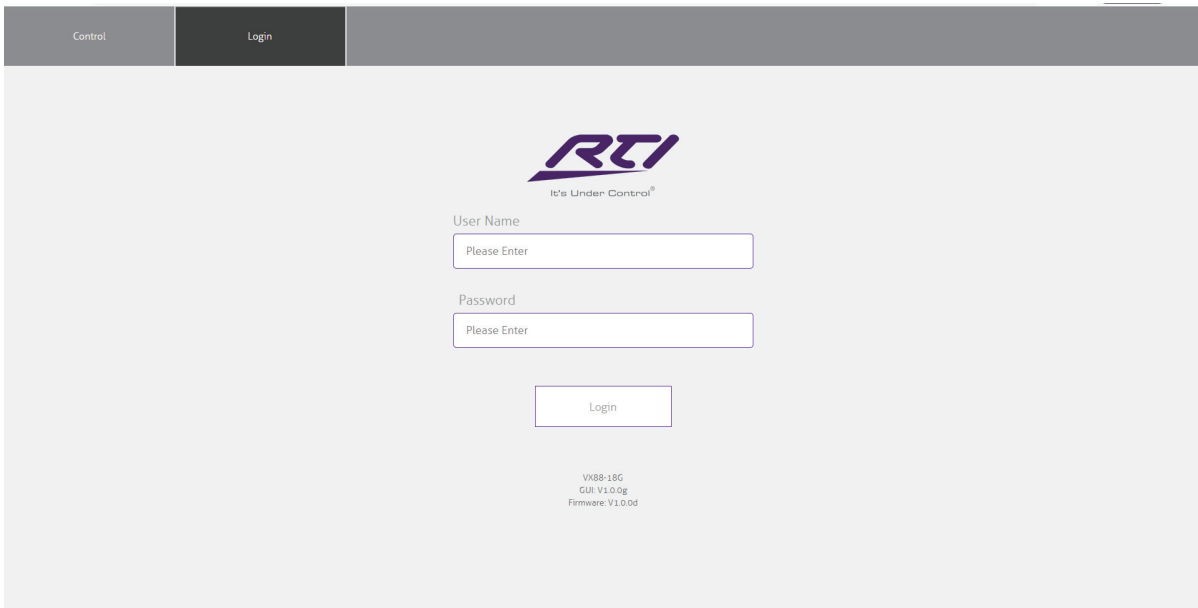 Control
Login
RTI
It's Under Control®
User Name
Please Enter
Password
Please Enter
Login
VX88-18G
GUI: V1.0.0g
Firmware: V1.0.0d